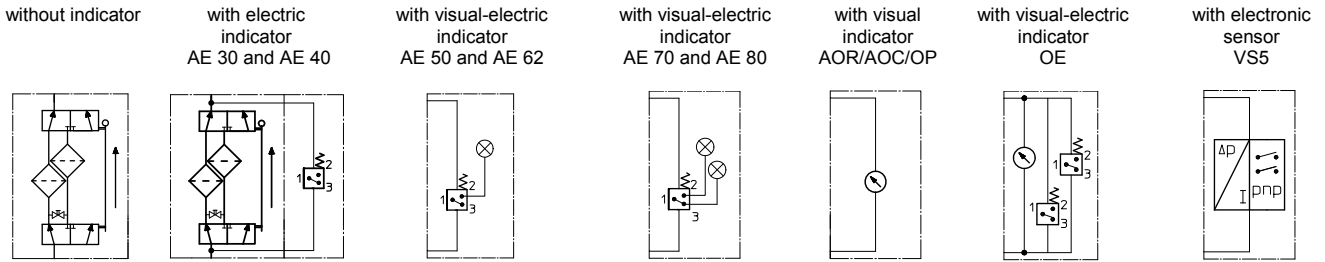 without indicator
with electric
indicator
AE 30 and AE 40
with visual-electric
indicator
AE 50 and AE 62
with visual-electric
indicator
AE 70 and AE 80
with visual
indicator
AOR/AOC/OP
with visual-electric
indicator
OE
with electronic
sensor
VS5
1 2
3
1 2
3
1 2
3
1 2
3
1 2
3
Δp
I
pnp